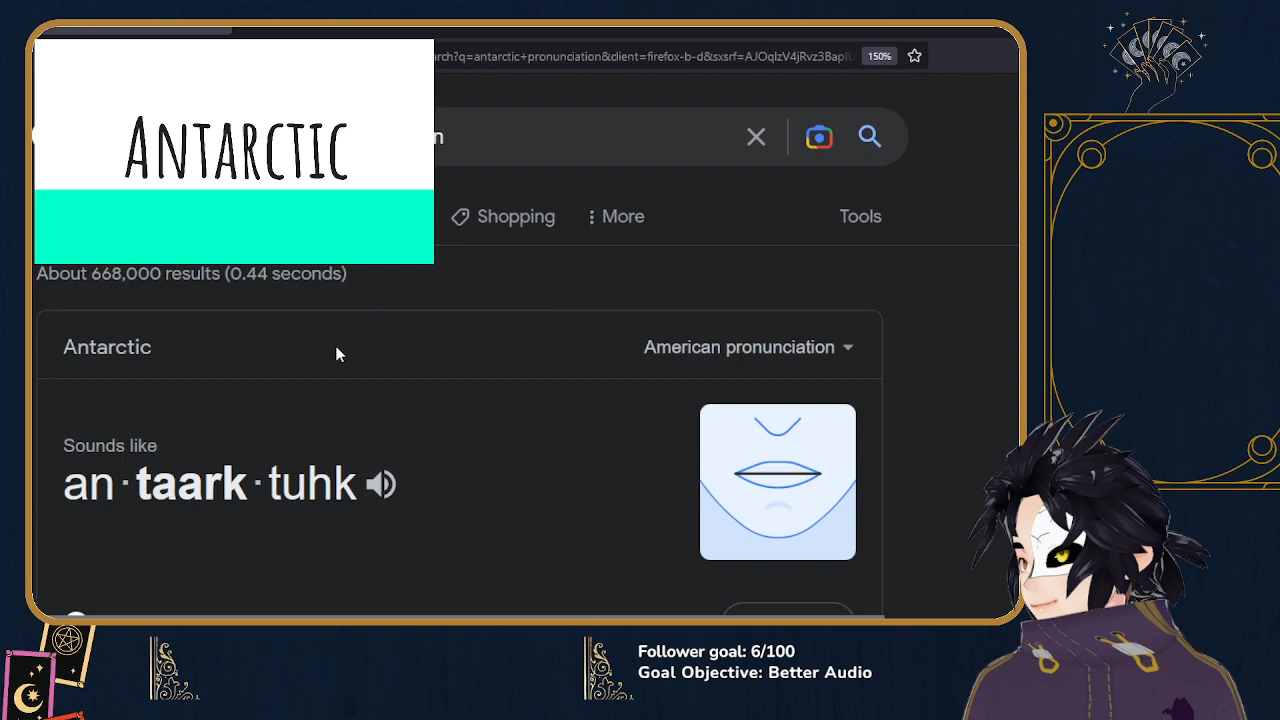 rch?q=antarctic+pronunciation&client=firefox-b-d&sxsrf=AJOqlzV4jRvz3Bapl
150%
ANTARCTIC
n
Shopping
More
Tools
About 668,000 results (0.44 seconds)
Antarctic
American pronunciation
Sounds like
an·taark·tuhk
Follower goal: 6/100
Goal Objective: Better Audio